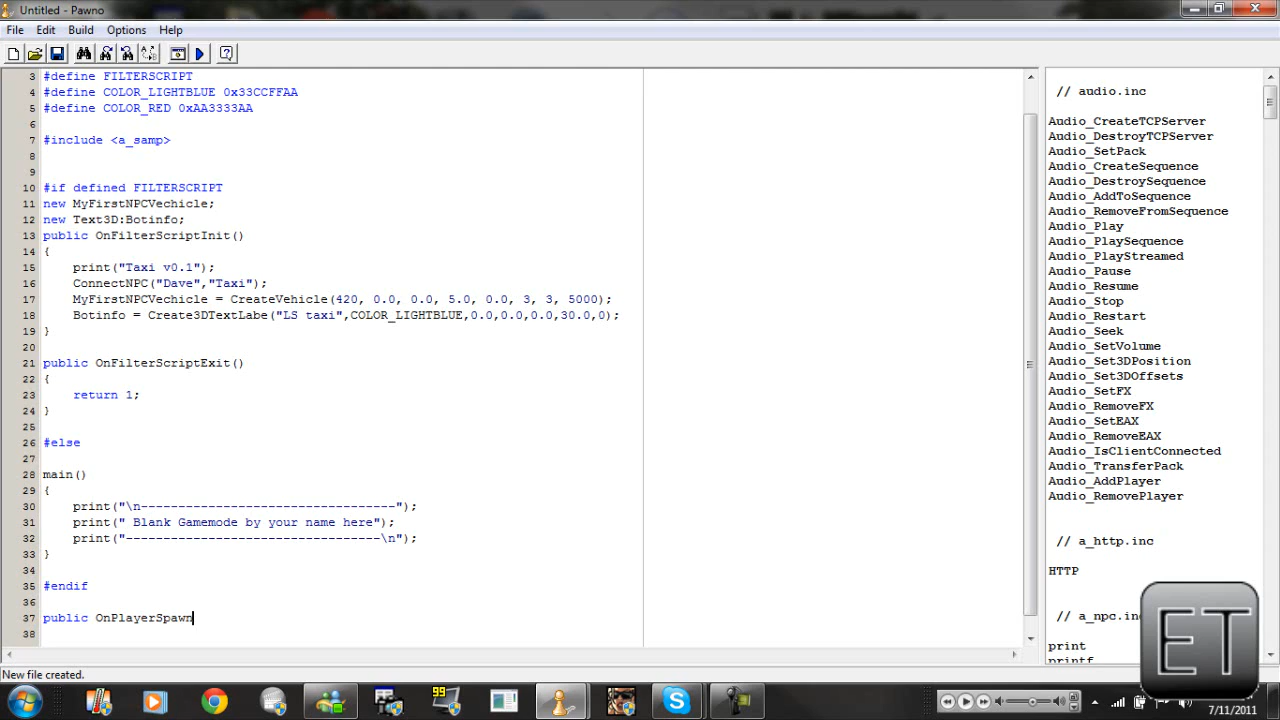 Untitled - Pawno
File Edit Build Options Help
3 #define FILTERSCRIPT
4 #define COLOR_LIGHTBLUE 0x33CCFFAA
5 #define COLOR_RED 0xAA3333AA
6
7 #include <a_samp>
8
9
10 #if defined FILTERSCRIPT
11 new MyFirstNPCVechicle;
12 new Text3D:Botinfo;
13 public OnFilterScriptInit()
14 {
15 print("Taxi v0.1");
16 ConnectNPC("Dave","Taxi");
17 MyFirstNPCVechicle = CreateVehicle(420, 0.0, 0.0, 5.0, 0.0, 3, 3, 5000);
18 Botinfo = Create3DTextLabe("LS taxi",COLOR_LIGHTBLUE,0.0,0.0,0.0,30.0,0);
19 }
20
21 public OnFilterScriptExit()
22 {
23 return 1;
24 }
25
26 #else
27
28 main()
29 {
30 print("\n----------------------------------");
31 print(" Blank Gamemode by your name here");
32 print("----------------------------------\n");
33 }
34
35 #endif
36
37 public OnPlayerSpawn
38
// audio.inc
Audio_CreateTCPServer
Audio_DestroyTCPServer
Audio_SetPack
Audio_CreateSequence
Audio_DestroySequence
Audio_AddToSequence
Audio_RemoveFromSequence
Audio_Play
Audio_PlaySequence
Audio_PlayStreamed
Audio_Pause
Audio_Resume
Audio_Stop
Audio_Restart
Audio_Seek
Audio_SetVolume
Audio_Set3DPosition
Audio_Set3DOffsets
Audio_SetFX
Audio_RemoveFX
Audio_SetEAX
Audio_RemoveEAX
Audio_IsClientConnected
Audio_TransferPack
Audio_AddPlayer
Audio_RemovePlayer
// a_http.inc
HTTP
// a_npc.in
print
printf
ET
New file created.
99
7/11/2011